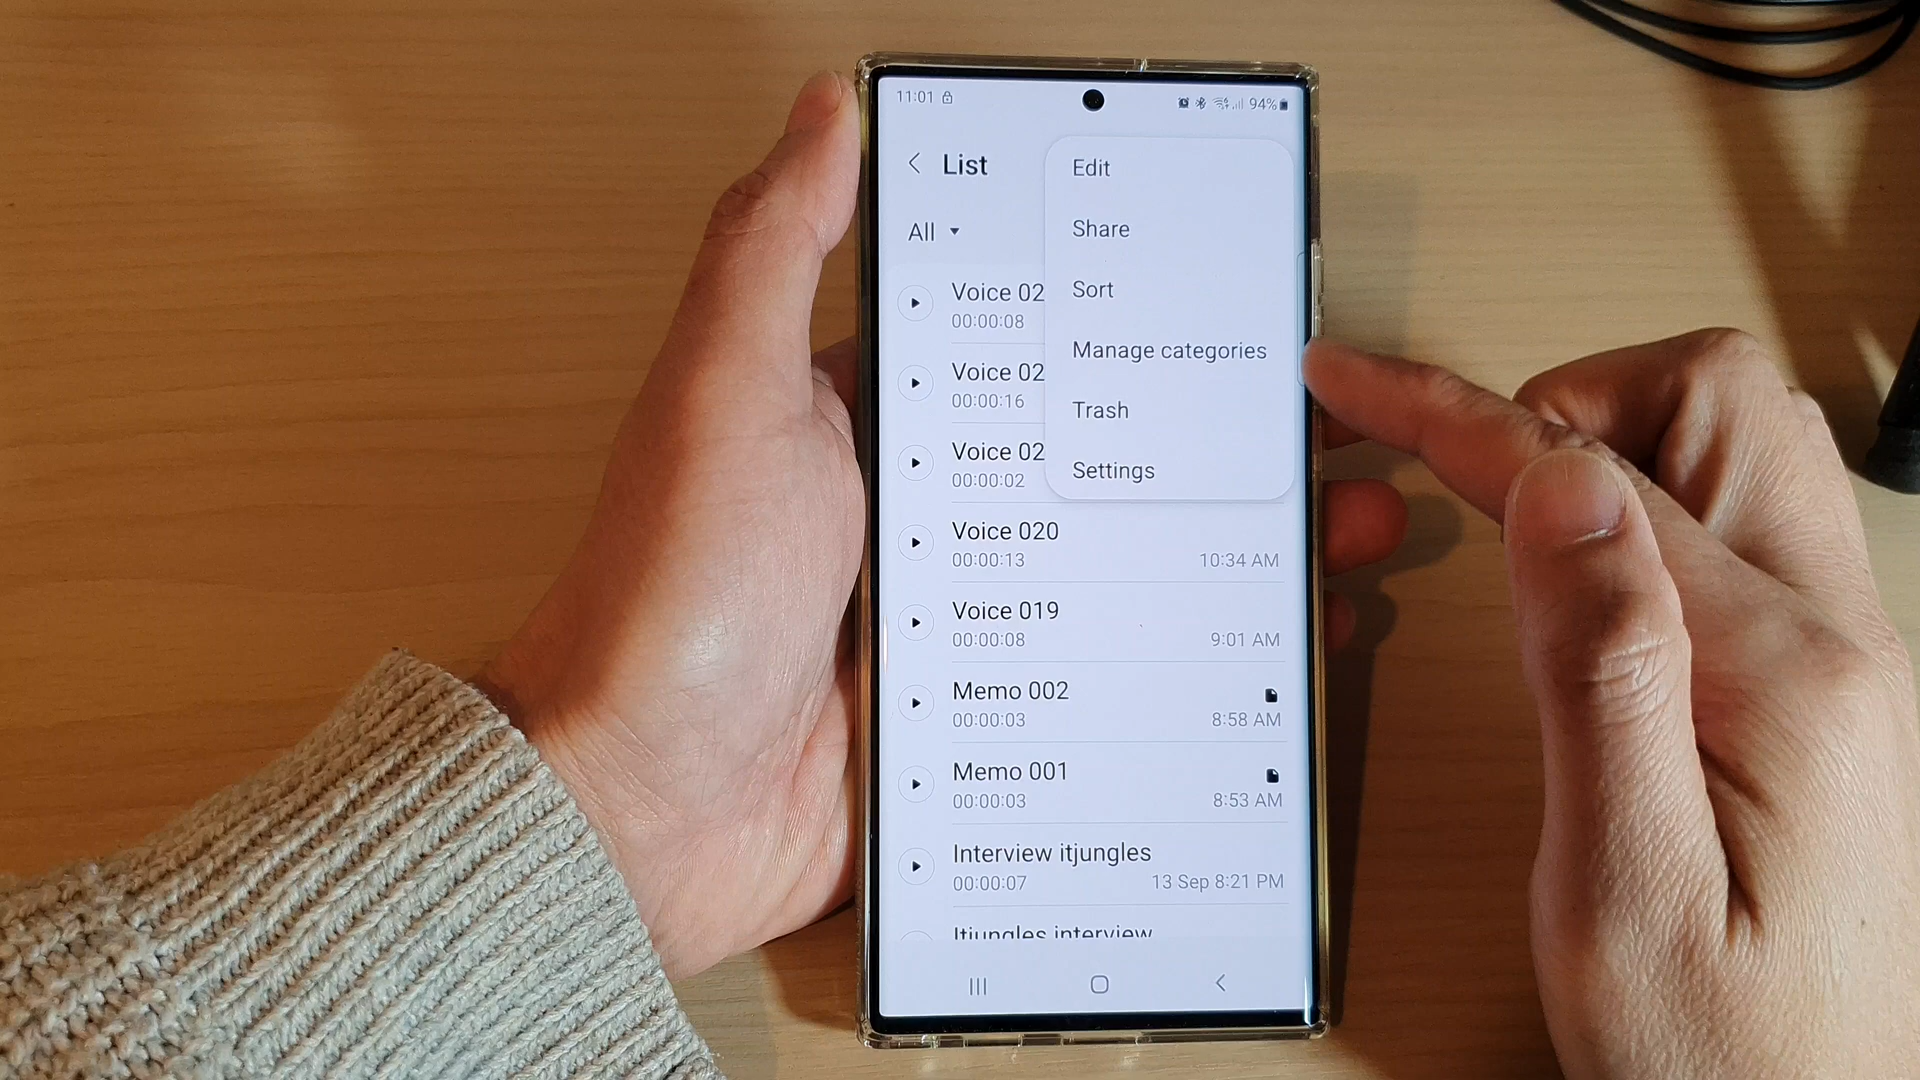 11:01
94%
List
Edit
Share
Sort
Manage categories
Trash
Settings
All
Voice 02
00:00:08
Voice 02
00:00:16
Voice 02
00:00:02
Voice 020
00:00:13
10:34 AM
Voice 019
00:00:08
9:01 AM
Memo 002
00:00:03
8:58 AM
Memo 001
00:00:03
8:53 AM
Interview itjungles
00:00:07
13 Sep 8:21 PM
Itjungles interview